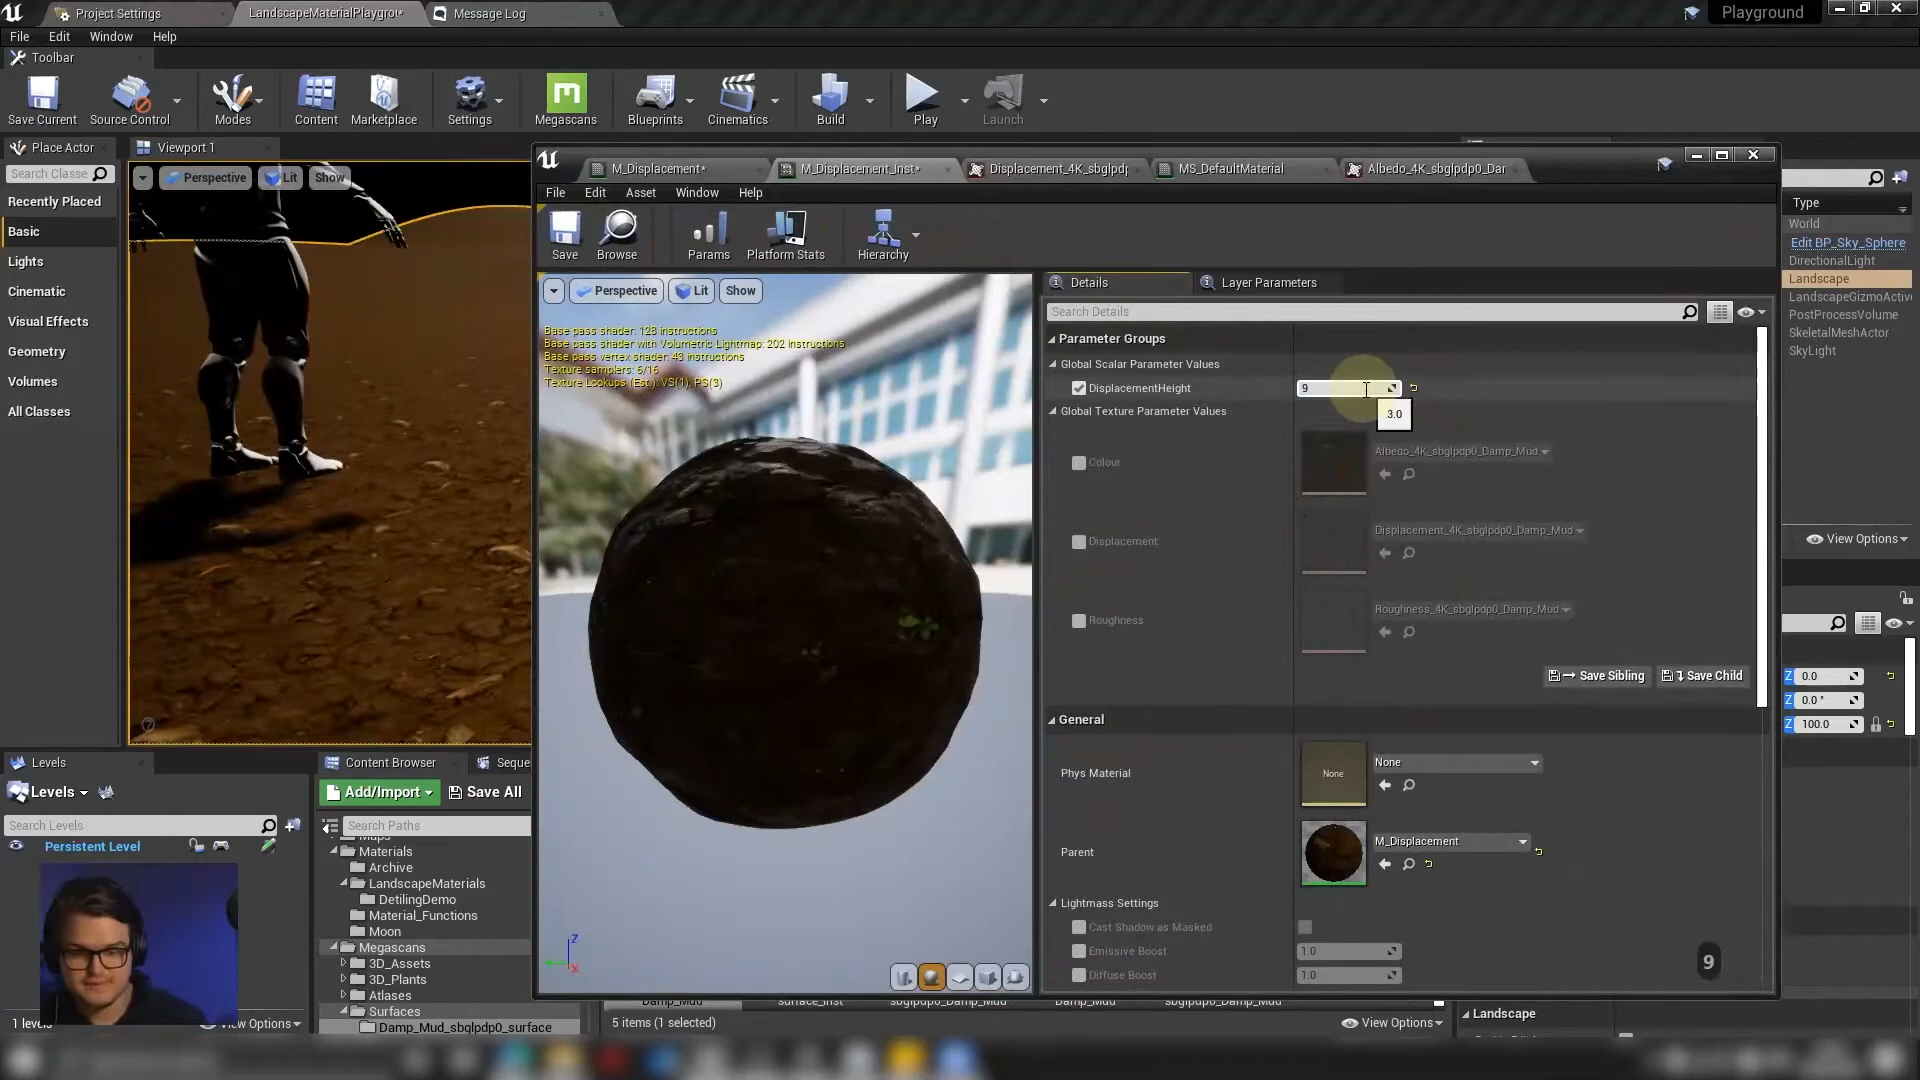 Project Settings
LandscapeMaterialPlaygrou*
Message Log
Playground
File Edit Window Help
Toolbar
Save Current
Source Control
Modes
Content
Marketplace
Settings
Megascans
Blueprints
Cinematics
Build
Play
Launch
Place Actor
Search Classe
Recently Placed
Basic
Lights
Cinematic
Visual Effects
Geometry
Volumes
All Classes
Viewport 1
Perspective
Lit
Show
M_Displacement*
M_Displacement_Inst*
Displacement_4K_sbglpdp
MS_DefaultMaterial
Albedo_4K_sbglpdp0_Dar
File Edit Asset Window Help
Save
Browse
Params
Platform Stats
Hierarchy
Perspective
Lit
Show
Base pass shader: 128 instructions
Base pass shader with Volumetric Lightmap: 202 instructions
Base pass vertex shader: 43 instructions
Texture samplers: 6/16
Texture Lookups (Est.): VS(1), PS(3)
Z
X
Details
Layer Parameters
Search Details
Parameter Groups
Global Scalar Parameter Values
DisplacementHeight
9
3.0
Global Texture Parameter Values
Colour
Albedo_4K_sbglpdp0_Damp_Mud
Displacement
Displacement_4K_sbglpdp0_Damp_Mud
Roughness
Roughness_4K_sbglpdp0_Damp_Mud
Save Sibling
Save Child
General
Phys Material
None
None
Parent
M_Displacement
Lightmass Settings
Cast Shadow as Masked
Emissive Boost
1.0
Diffuse Boost
1.0
9
Type
World
Edit BP_Sky_Sphere
DirectionalLight
Landscape
LandscapeGizmoActive
PostProcessVolume
SkeletalMeshActor
SkyLight
View Options
Z 0.0
Z 0.0 °
Z 100.0
Levels
Levels
Search Levels
Persistent Level
1 levels
View Options
Content Browser
Seque
Add/Import
Save All
Search Paths
Maps
Materials
Archive
LandscapeMaterials
DetilingDemo
Material_Functions
Moon
Megascans
3D_Assets
3D_Plants
Atlases
Surfaces
Damp_Mud_sbglpdp0_surface
Damp_Mud
surface_Inst
sbglpdp0_Damp_Mud
Damp_Mud
sbglpdp0_Damp_Mud
5 items (1 selected)
View Options
Landscape